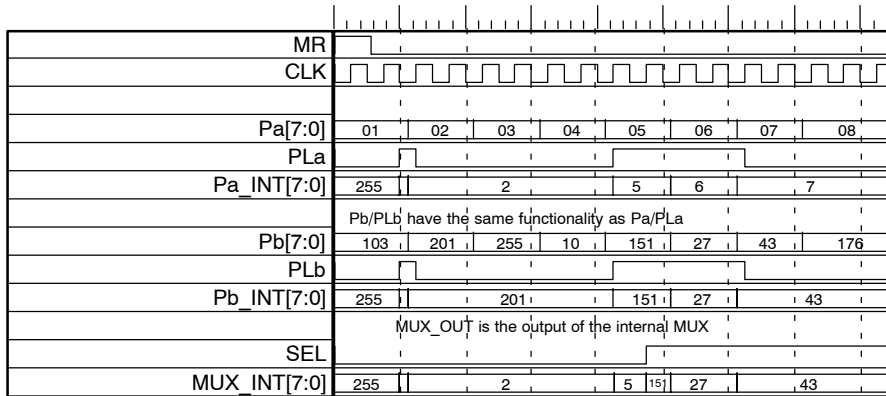 MR
CLK
Pa[7:0] 01 02 03 04 05 06 07 08
PLa
Pa_INT[7:0] 255 2 5 6 7
Pb/PLb have the same functionality as Pa/PLa
Pb[7:0] 103 201 255 10 151 27 43 176
PLb
Pb_INT[7:0] 255 201 151 27 43
MUX_OUT is the output of the internal MUX
SEL
MUX_INT[7:0] 255 2 5 151 27 43